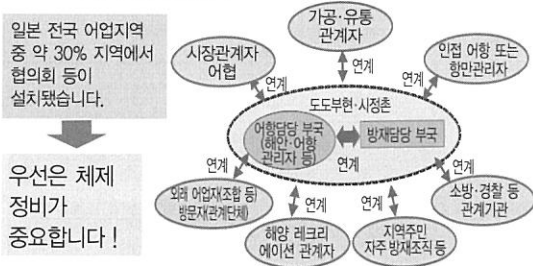 일본 전국 어업지역
중 약 30% 지역에서
협의회 등이
설치됐습니다.
우선은 체제
정비가
중요합니다!
가공·유통
관계자
시장관계자
어협
인접 어항 또는
항만관리자
연계
연계
연계
도도부현·시정촌
어항담당 부국
(해안·어항
관리자 등)
방재담당 부국
연계
연계
연계
연계
연계
외래 어업재조합 등)
방문재관계단체)
해양 레크리
에이션 관계자
지역주민
자주 방재조직 등
소방·경찰 등
관계기관